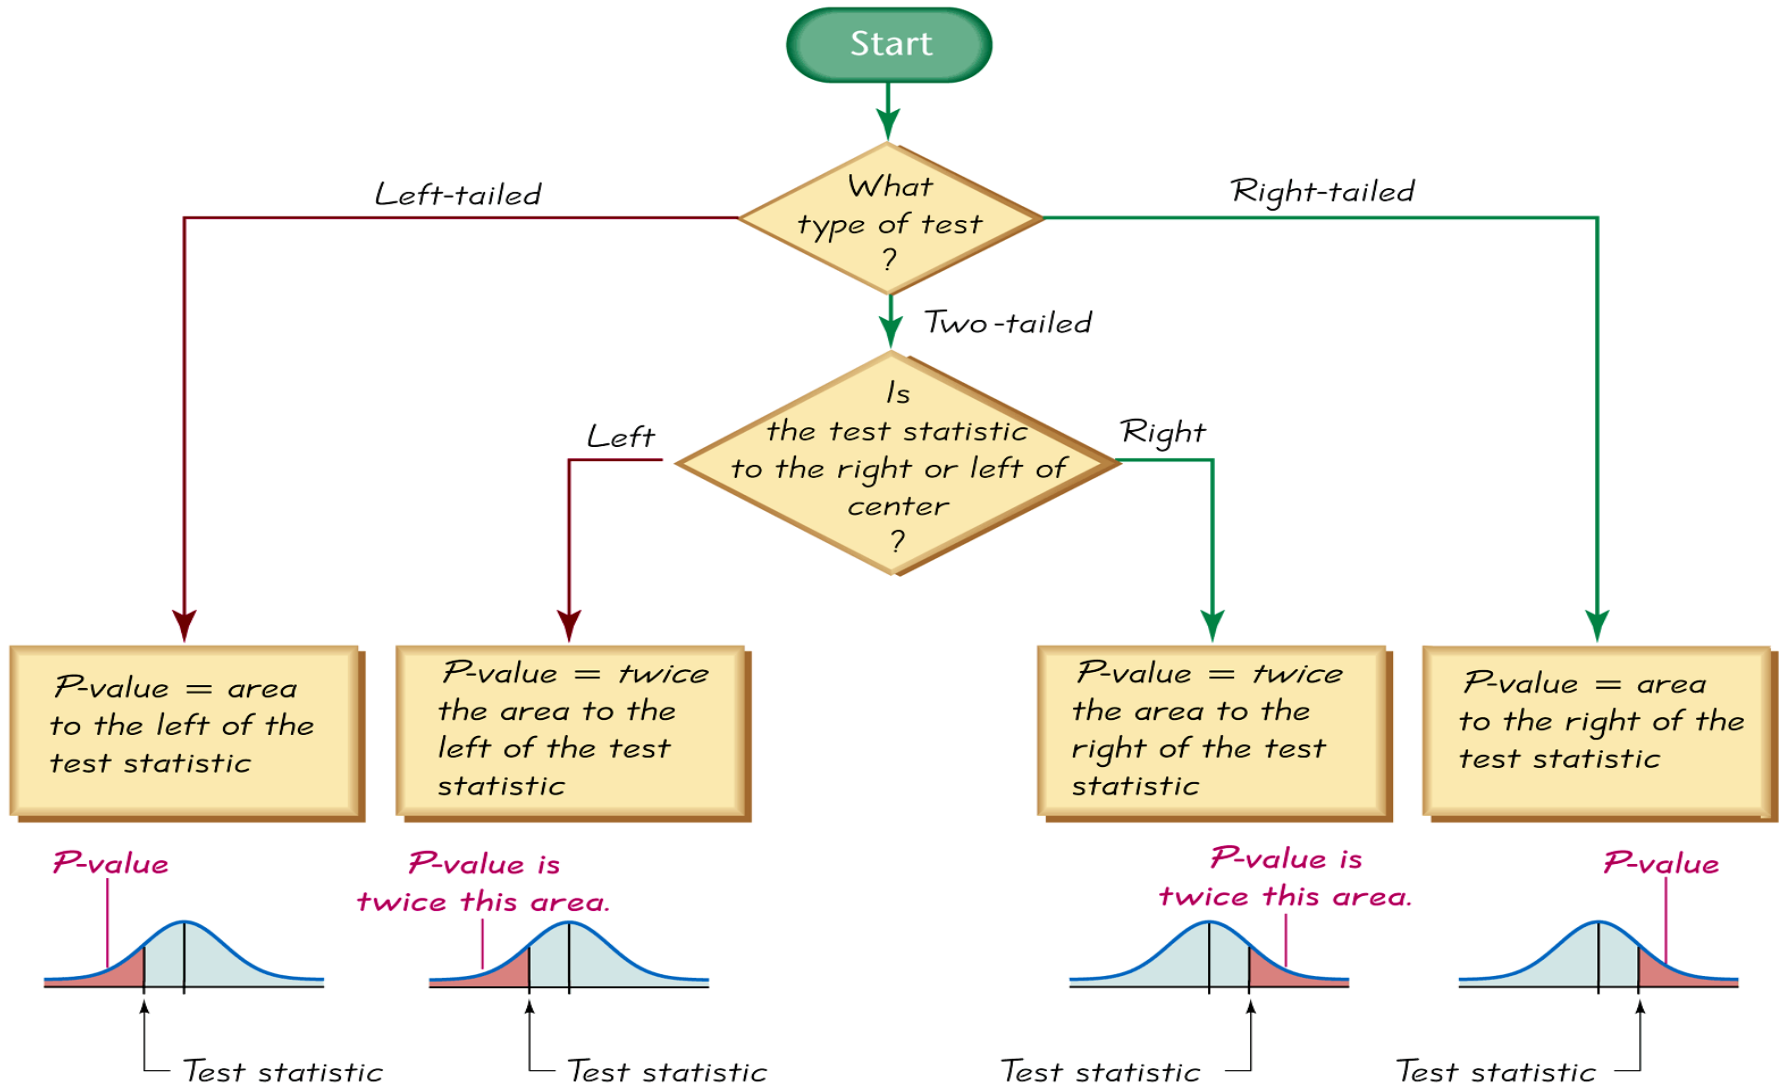 Start
What
type of test
?
Left-tailed
Right-tailed
Two-tailed
Is
the test statistic
to the right or left of
center
?
Left
Right
P-value = area
to the left of the
test statistic
P-value = twice
the area to the
left of the test
statistic
P-value = twice
the area to the
right of the test
statistic
P-value = area
to the right of the
test statistic
P-value
P-value is
twice this area.
P-value is
twice this area.
P-value
Test statistic
Test statistic
Test statistic
Test statistic